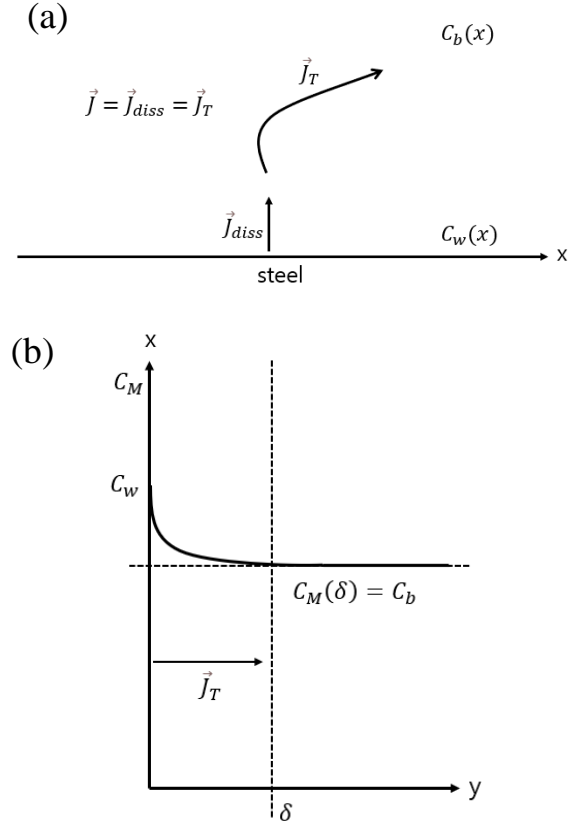 (a)
C_b(x)
J⃗_T
J⃗ = J⃗_diss = J⃗_T
J⃗_diss
C_w(x)
x
steel
(b)
x
C_M
C_w
C_M(δ) = C_b
J⃗_T
y
δ